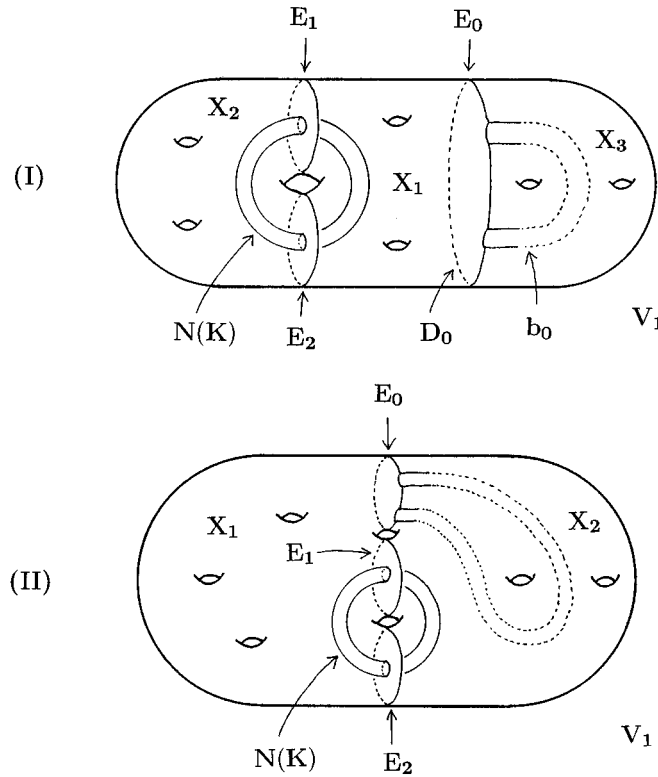 E₁ E₀
X₂
X₃
(I)
X₁
N(K) E₂ D₀ b₀
V₁
E₀
X₁ X₂
E₁
(II)
N(K) E₂
V₁